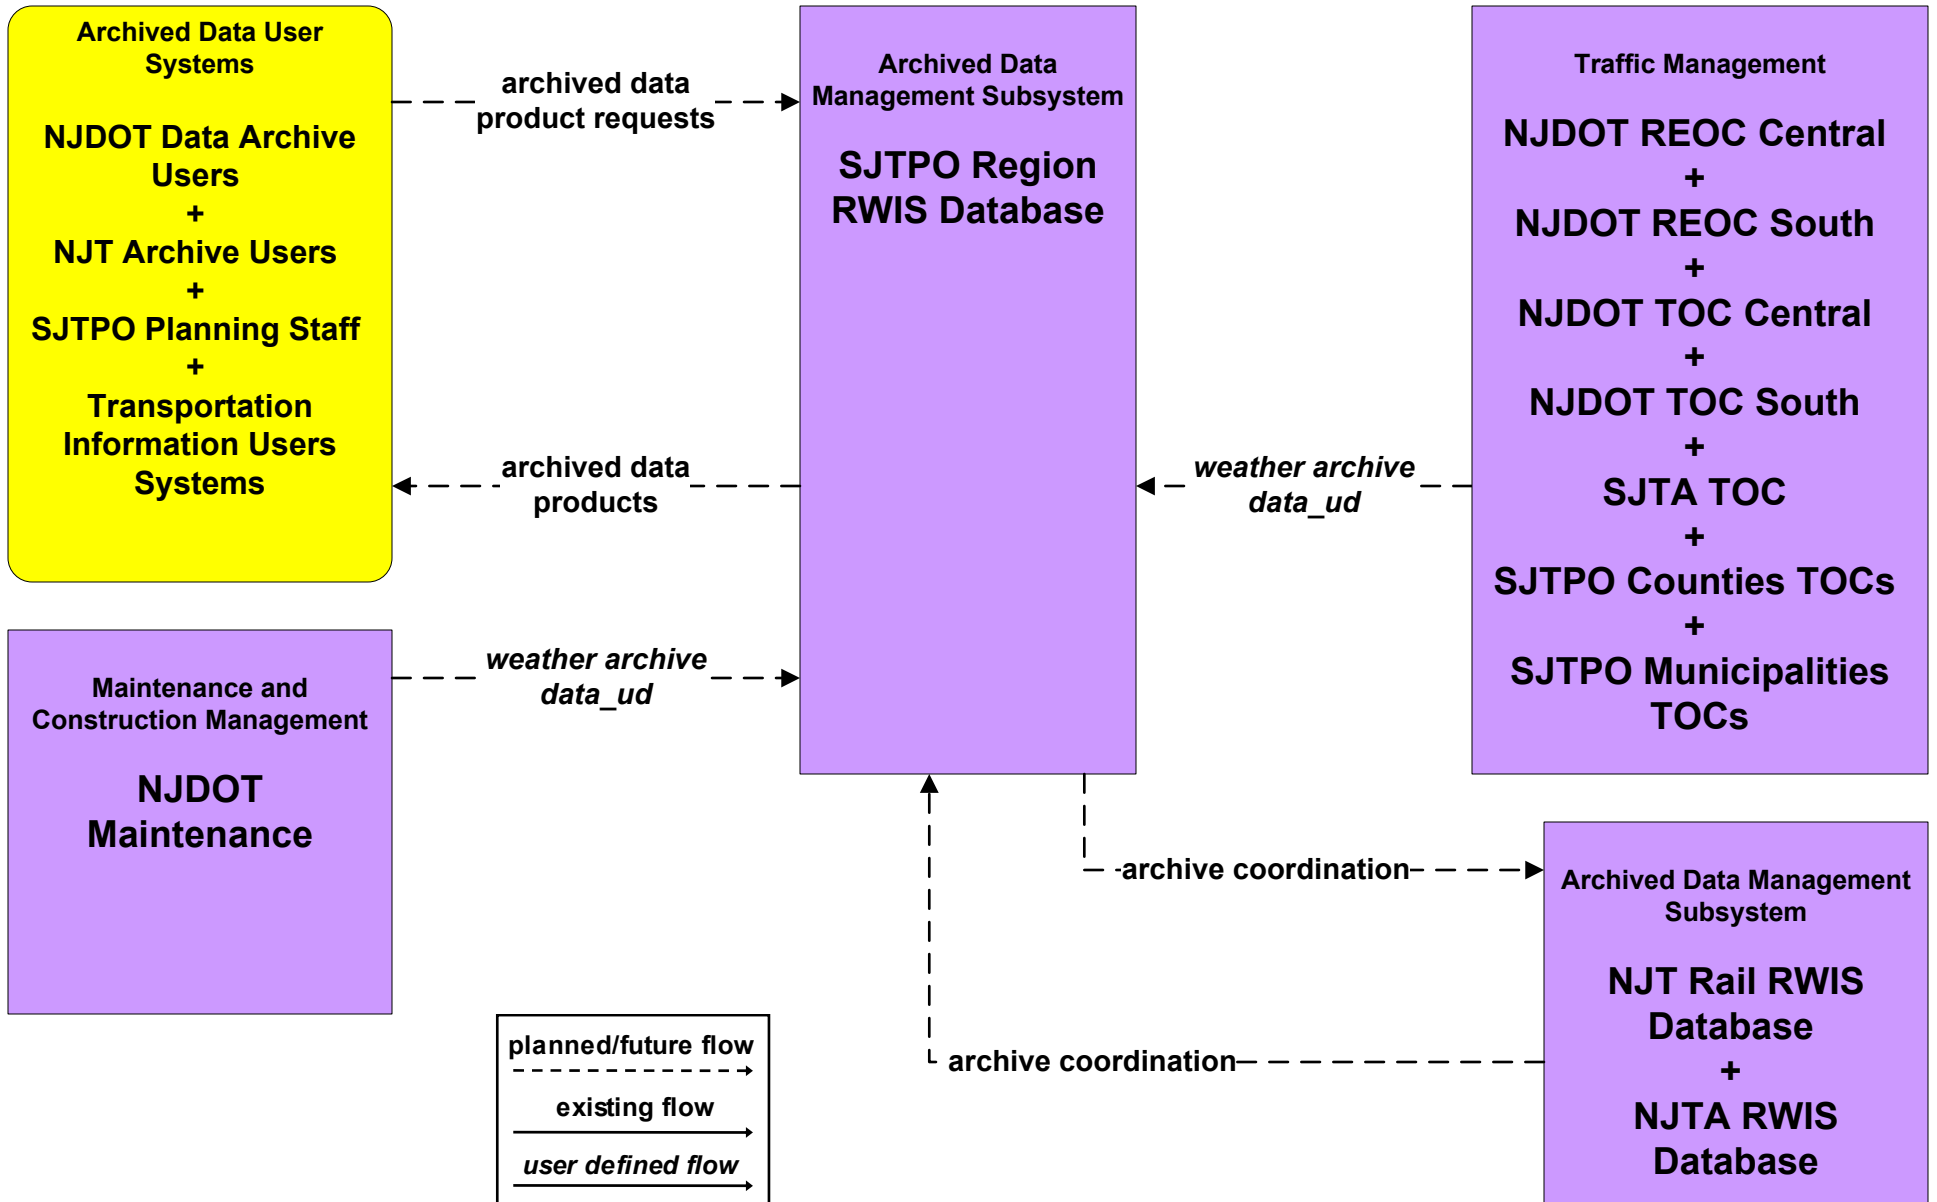 Archived Data User
Systems
NJDOT Data Archive
Users
+
NJT Archive Users
+
SJTPO Planning Staff
+
Transportation
Information Users
Systems
archived data
product requests
archived data
products
Archived Data
Management Subsystem
SJTPO Region
RWIS Database
weather archive
data_ud
Traffic Management
NJDOT REOC Central
+
NJDOT REOC South
+
NJDOT TOC Central
+
NJDOT TOC South
+
SJTA TOC
+
SJTPO Counties TOCs
+
SJTPO Municipalities
TOCs
Maintenance and
Construction Management
NJDOT
Maintenance
weather archive
data_ud
archive coordination
archive coordination
Archived Data Management
Subsystem
NJT Rail RWIS
Database
+
NJTA RWIS
Database
planned/future flow
existing flow
user defined flow